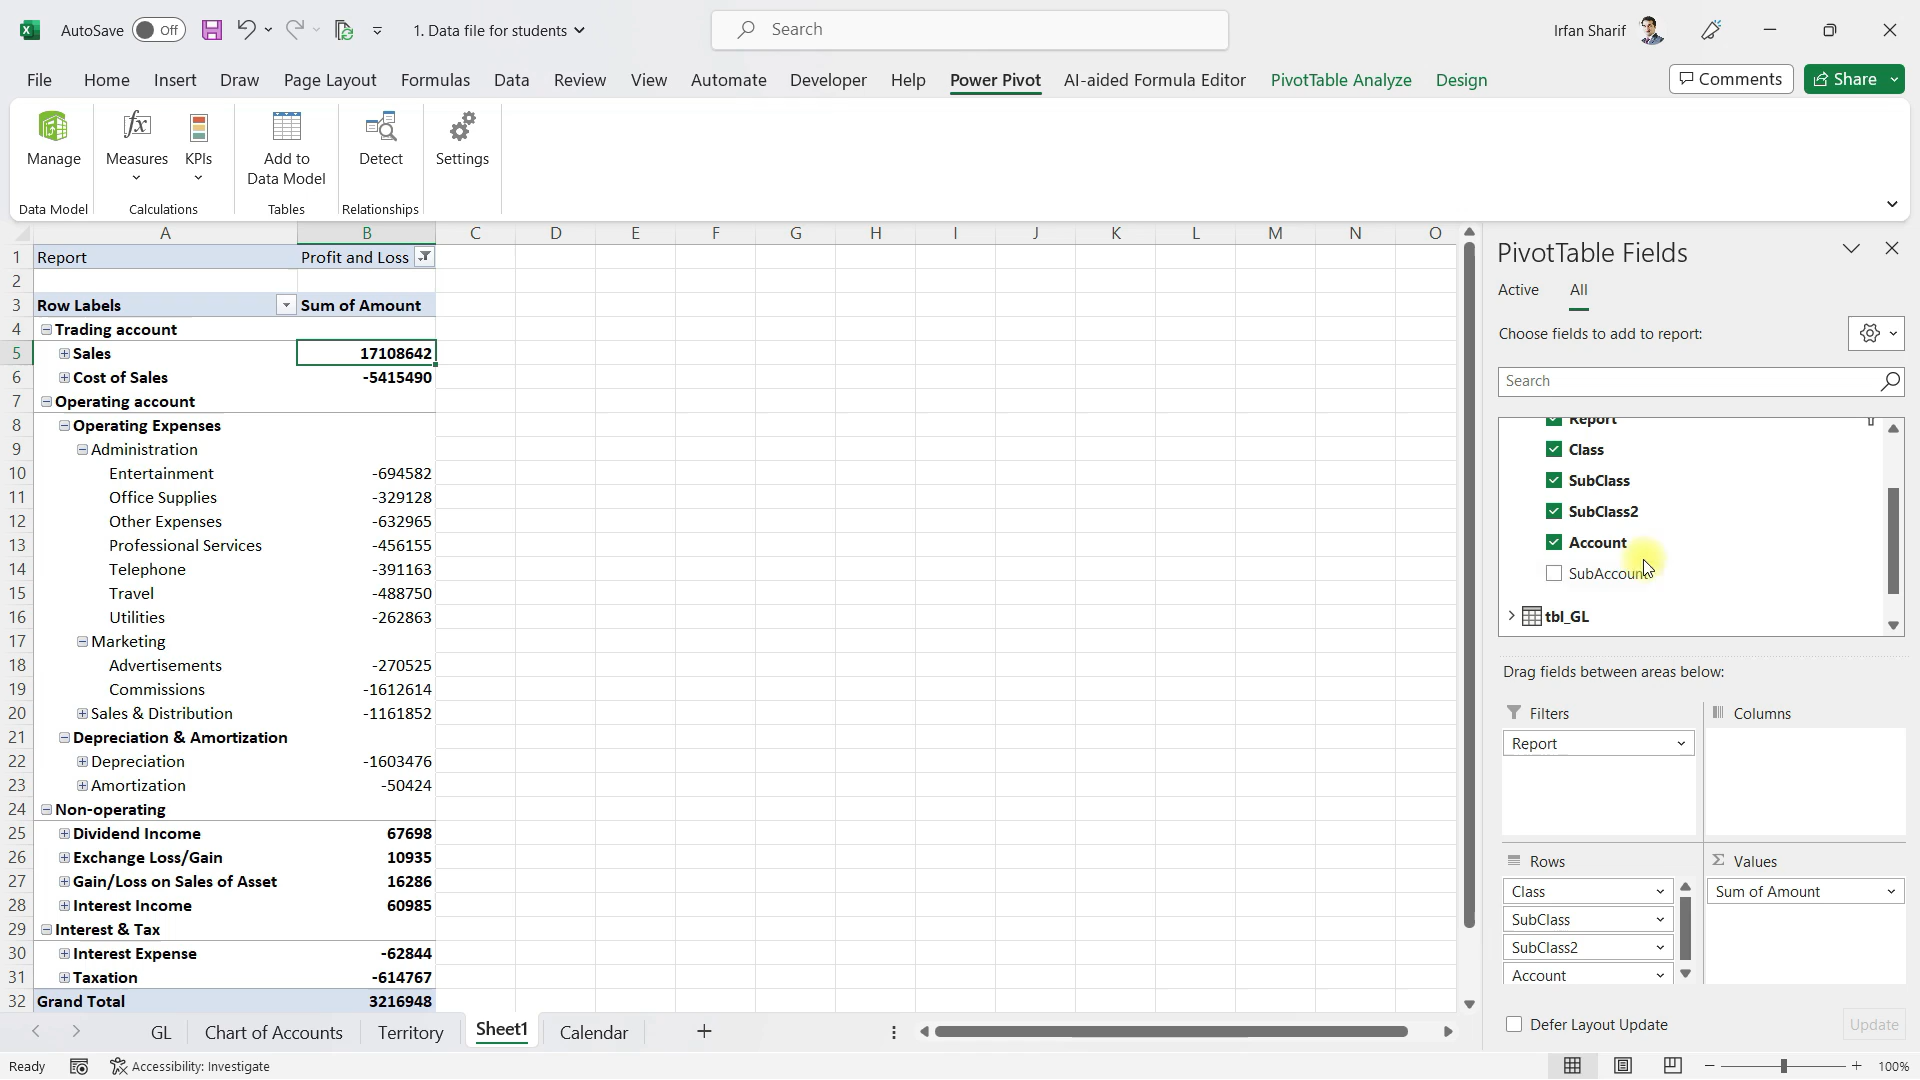 AutoSave Off 1. Data file for students Search Irfan Sharif
File Home Insert Draw Page Layout Formulas Data Review View Automate Developer Help Power Pivot AI-aided Formula Editor PivotTable Analyze Design Comments Share
Manage Measures KPIs Add to Data Model Detect Settings
Data Model Calculations Tables Relationships
A B C D E F G H I J K L M N O
1 Report Profit and Loss
2
3 Row Labels Sum of Amount
4 Trading account
5 Sales 17108642
6 Cost of Sales -5415490
7 Operating account
8 Operating Expenses
9 Administration
10 Entertainment -694582
11 Office Supplies -329128
12 Other Expenses -632965
13 Professional Services -456155
14 Telephone -391163
15 Travel -488750
16 Utilities -262863
17 Marketing
18 Advertisements -270525
19 Commissions -1612614
20 Sales & Distribution -1161852
21 Depreciation & Amortization
22 Depreciation -1603476
23 Amortization -50424
24 Non-operating
25 Dividend Income 67698
26 Exchange Loss/Gain 10935
27 Gain/Loss on Sales of Asset 16286
28 Interest Income 60985
29 Interest & Tax
30 Interest Expense -62844
31 Taxation -614767
32 Grand Total 3216948
PivotTable Fields
Active All
Choose fields to add to report:
Search
Report
Class
SubClass
SubClass2
Account
SubAccount
tbl_GL
Drag fields between areas below:
Filters Columns
Report
Rows Values
Class Sum of Amount
SubClass
SubClass2
Account
Defer Layout Update Update
GL Chart of Accounts Territory Sheet1 Calendar
Ready Accessibility: Investigate 100%